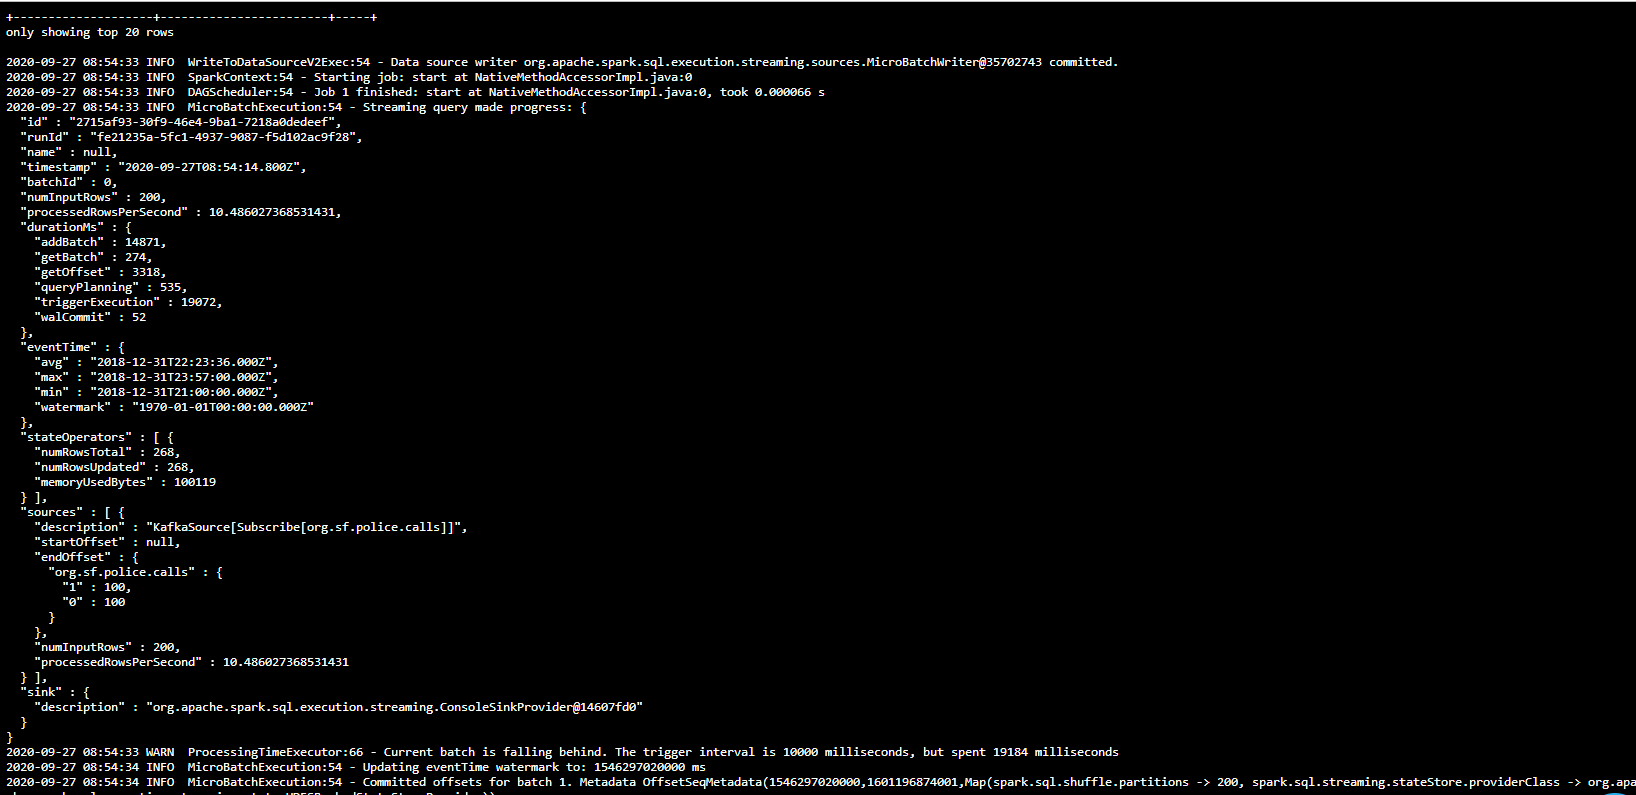 +--------------------+------------------------+-----+
only showing top 20 rows
2020-09-27 08:54:33 INFO  WriteToDataSourceV2Exec:54 - Data source writer org.apache.spark.sql.execution.streaming.sources.MicroBatchWriter@35702743 committed.
2020-09-27 08:54:33 INFO  SparkContext:54 - Starting job: start at NativeMethodAccessorImpl.java:0
2020-09-27 08:54:33 INFO  DAGScheduler:54 - Job 1 finished: start at NativeMethodAccessorImpl.java:0, took 0.000066 s
2020-09-27 08:54:33 INFO  MicroBatchExecution:54 - Streaming query made progress: {
  "id" : "2715af93-30f9-46e4-9ba1-7218a0dedeef",
  "runId" : "fe21235a-5fc1-4937-9087-f5d102ac9f28",
  "name" : null,
  "timestamp" : "2020-09-27T08:54:14.800Z",
  "batchId" : 0,
  "numInputRows" : 200,
  "processedRowsPerSecond" : 10.486027368531431,
  "durationMs" : {
    "addBatch" : 14871,
    "getBatch" : 274,
    "getOffset" : 3318,
    "queryPlanning" : 535,
    "triggerExecution" : 19072,
    "walCommit" : 52
  },
  "eventTime" : {
    "avg" : "2018-12-31T22:23:36.000Z",
    "max" : "2018-12-31T23:57:00.000Z",
    "min" : "2018-12-31T21:00:00.000Z",
    "watermark" : "1970-01-01T00:00:00.000Z"
  },
  "stateOperators" : [ {
    "numRowsTotal" : 268,
    "numRowsUpdated" : 268,
    "memoryUsedBytes" : 100119
  } ],
  "sources" : [ {
    "description" : "KafkaSource[Subscribe[org.sf.police.calls]]",
    "startOffset" : null,
    "endOffset" : {
      "org.sf.police.calls" : {
        "1" : 100,
        "0" : 100
      }
    },
    "numInputRows" : 200,
    "processedRowsPerSecond" : 10.486027368531431
  } ],
  "sink" : {
    "description" : "org.apache.spark.sql.execution.streaming.ConsoleSinkProvider@14607fd0"
  }
}
2020-09-27 08:54:33 WARN  ProcessingTimeExecutor:66 - Current batch is falling behind. The trigger interval is 10000 milliseconds, but spent 19184 milliseconds
2020-09-27 08:54:34 INFO  MicroBatchExecution:54 - Updating eventTime watermark to: 1546297020000 ms
2020-09-27 08:54:34 INFO  MicroBatchExecution:54 - Committed offsets for batch 1. Metadata OffsetSeqMetadata(1546297020000,1601196874001,Map(spark.sql.shuffle.partitions -> 200, spark.sql.streaming.stateStore.providerClass -> org.apa